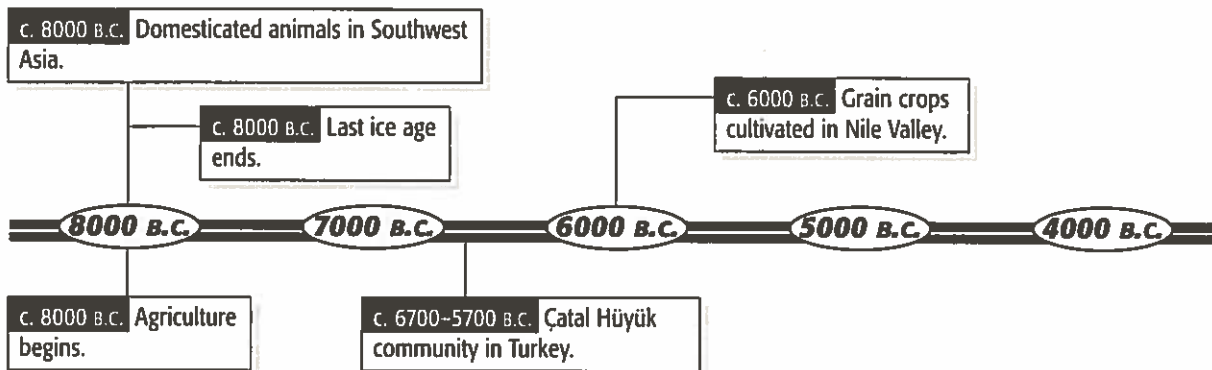 c. 8000 B.C. Domesticated animals in Southwest
Asia.
c. 8000 B.C. Last ice age
ends.
c. 6000 B.C. Grain crops
cultivated in Nile Valley.
8000 B.C.
7000 B.C.
6000 B.C.
5000 B.C.
4000 B.C.
c. 8000 B.C. Agriculture
begins.
c. 6700–5700 B.C. Çatal Hüyük
community in Turkey.